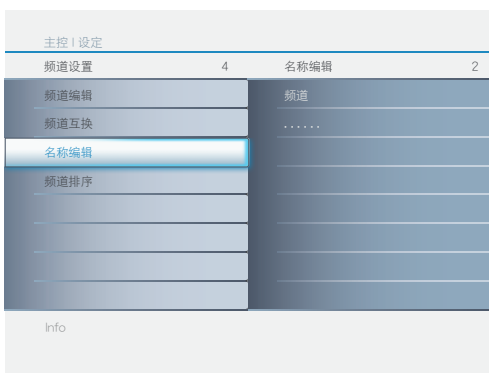 主控 | 设定
频道设置 4
名称编辑 2
频道编辑
频道
频道互换
......
名称编辑
频道排序
Info